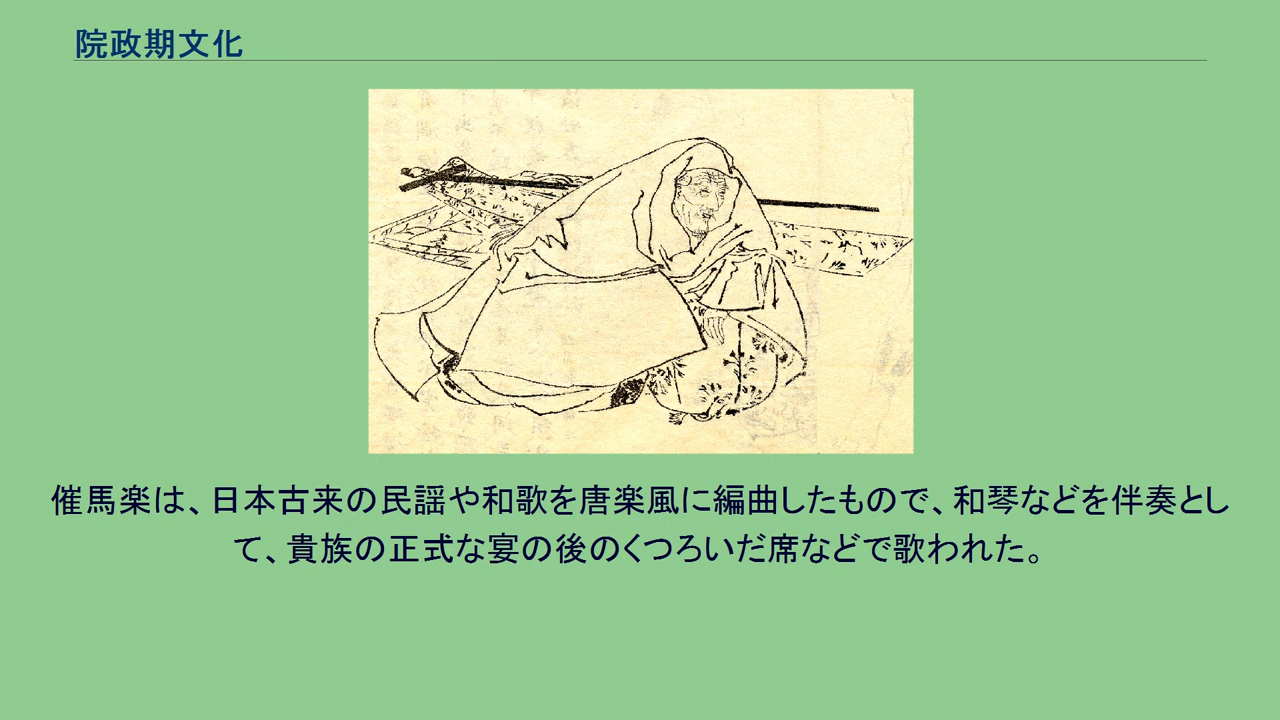 院政期文化
催馬楽は、日本古来の民謡や和歌を唐楽風に編曲したもので、和琴などを伴奏とし
て、貴族の正式な宴の後のくつろいだ席などで歌われた。